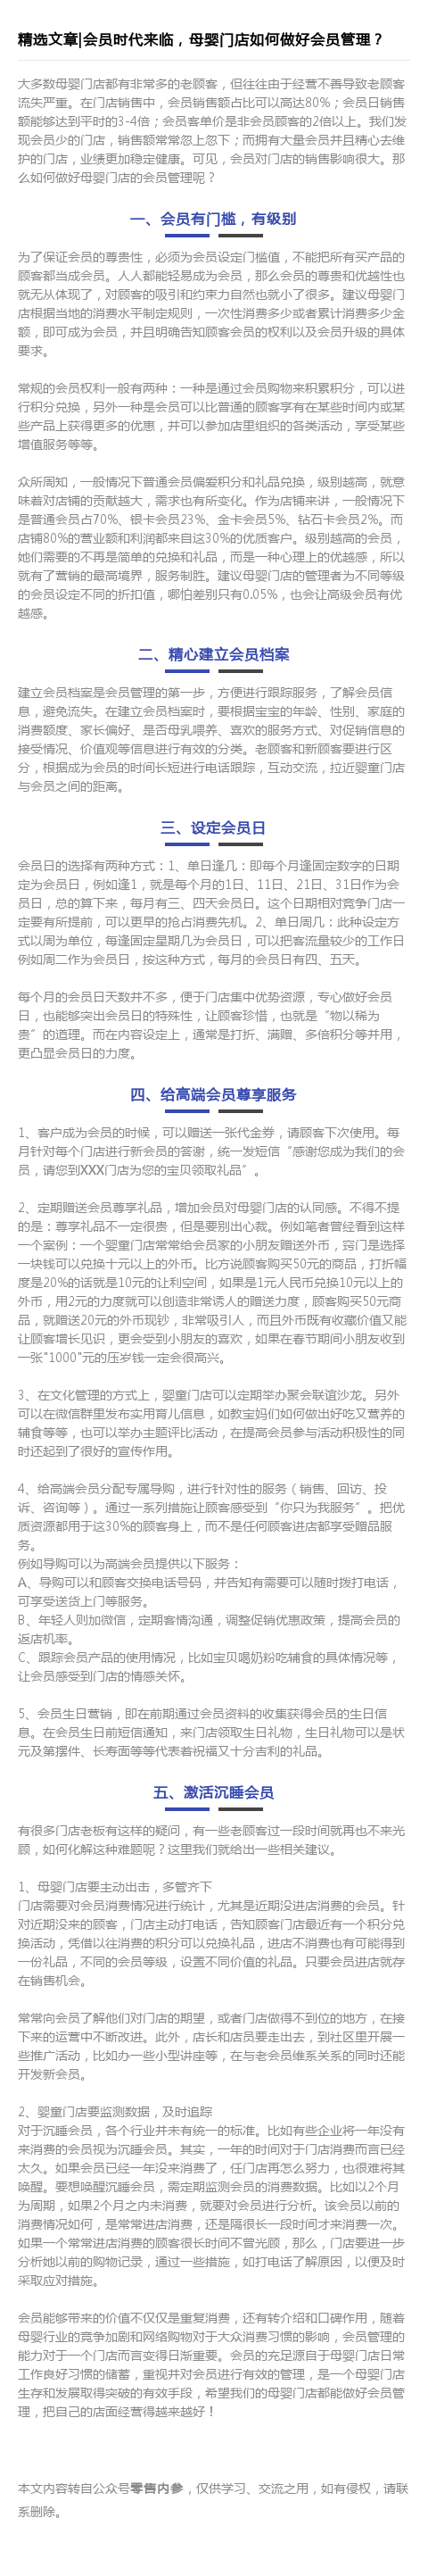 精选文章|会员时代来临，母婴门店如何做好会员管理？
大多数母婴门店都有非常多的老顾客，但往往由于经营不善导致老顾客
流失严重。在门店销售中，会员销售额占比可以高达80%；会员日销售
额能够达到平时的3-4倍；会员客单价是非会员顾客的2倍以上。我们发
现会员少的门店，销售额常常忽上忽下；而拥有大量会员并且精心去维
护的门店，业绩更加稳定健康。可见，会员对门店的销售影响很大。那
么如何做好母婴门店的会员管理呢？
一、会员有门槛，有级别
为了保证会员的尊贵性，必须为会员设定门槛值，不能把所有买产品的
顾客都当成会员。人人都能轻易成为会员，那么会员的尊贵和优越性也
就无从体现了，对顾客的吸引和约束力自然也就小了很多。建议母婴门
店根据当地的消费水平制定规则，一次性消费多少或者累计消费多少金
额，即可成为会员，并且明确告知顾客会员的权利以及会员升级的具体
要求。
常规的会员权利一般有两种：一种是通过会员购物来积累积分，可以进
行积分兑换，另外一种是会员可以比普通的顾客享有在某些时间内或某
些产品上获得更多的优惠，并可以参加店里组织的各类活动，享受某些
增值服务等等。
众所周知，一般情况下普通会员偏爱积分和礼品兑换，级别越高，就意
味着对店铺的贡献越大，需求也有所变化。作为店铺来讲，一般情况下
是普通会员占70%、银卡会员23%、金卡会员5%、钻石卡会员2%。而
店铺80%的营业额和利润都来自这30%的优质客户。级别越高的会员，
她们需要的不再是简单的兑换和礼品，而是一种心理上的优越感，所以
就有了营销的最高境界，服务制胜。建议母婴门店的管理者为不同等级
的会员设定不同的折扣值，哪怕差别只有0.05%，也会让高级会员有优
越感。
二、精心建立会员档案
建立会员档案是会员管理的第一步，方便进行跟踪服务，了解会员信
息，避免流失。在建立会员档案时，要根据宝宝的年龄、性别、家庭的
消费额度、家长偏好、是否母乳喂养、喜欢的服务方式、对促销信息的
接受情况、价值观等信息进行有效的分类。老顾客和新顾客要进行区
分，根据成为会员的时间长短进行电话跟踪，互动交流，拉近婴童门店
与会员之间的距离。
三、设定会员日
会员日的选择有两种方式：1、单日逢几：即每个月逢固定数字的日期
定为会员日，例如逢1，就是每个月的1日、11日、21日、31日作为会
员日，总的算下来，每月有三、四天会员日。这个日期相对竞争门店一
定要有所提前，可以更早的抢占消费先机。2、单日周几：此种设定方
式以周为单位，每逢固定星期几为会员日，可以把客流量较少的工作日
例如周二作为会员日，按这种方式，每月的会员日有四、五天。
每个月的会员日天数并不多，便于门店集中优势资源，专心做好会员
日，也能够突出会员日的特殊性，让顾客珍惜，也就是“物以稀为
贵”的道理。而在内容设定上，通常是打折、满赠、多倍积分等并用，
更凸显会员日的力度。
四、给高端会员尊享服务
1、客户成为会员的时候，可以赠送一张代金券，请顾客下次使用。每
月针对每个门店进行新会员的答谢，统一发短信“感谢您成为我们的会
员，请您到XXX门店为您的宝贝领取礼品”。
2、定期赠送会员尊享礼品，增加会员对母婴门店的认同感。不得不提
的是：尊享礼品不一定很贵，但是要别出心裁。例如笔者曾经看到这样
一个案例：一个婴童门店常常给会员家的小朋友赠送外币，窍门是选择
一块钱可以兑换十元以上的外币。比方说顾客购买50元的商品，打折幅
度是20%的话就是10元的让利空间，如果是1元人民币兑换10元以上的
外币，用2元的力度就可以创造非常诱人的赠送力度，顾客购买50元商
品，就赠送20元的外币现钞，非常吸引人，而且外币既有收藏价值又能
让顾客增长见识，更会受到小朋友的喜欢，如果在春节期间小朋友收到
一张"1000"元的压岁钱一定会很高兴。
3、在文化管理的方式上，婴童门店可以定期举办聚会联谊沙龙。另外
可以在微信群里发布实用育儿信息，如教宝妈们如何做出好吃又营养的
辅食等等，也可以举办主题评比活动，在提高会员参与活动积极性的同
时还起到了很好的宣传作用。
4、给高端会员分配专属导购，进行针对性的服务（销售、回访、投
诉、咨询等）。通过一系列措施让顾客感受到“你只为我服务”。把优
质资源都用于这30%的顾客身上，而不是任何顾客进店都享受赠品服
务。
例如导购可以为高端会员提供以下服务：
A、导购可以和顾客交换电话号码，并告知有需要可以随时拨打电话，
可享受送货上门等服务。
B、年轻人则加微信，定期客情沟通，调整促销优惠政策，提高会员的
返店机率。
C、跟踪会员产品的使用情况，比如宝贝喝奶粉吃辅食的具体情况等，
让会员感受到门店的情感关怀。
5、会员生日营销，即在前期通过会员资料的收集获得会员的生日信
息。在会员生日前短信通知，来门店领取生日礼物，生日礼物可以是状
元及第摆件、长寿面等等代表着祝福又十分吉利的礼品。
五、激活沉睡会员
有很多门店老板有这样的疑问，有一些老顾客过一段时间就再也不来光
顾，如何化解这种难题呢？这里我们就给出一些相关建议。
1、母婴门店要主动出击，多管齐下
门店需要对会员消费情况进行统计，尤其是近期没进店消费的会员。针
对近期没来的顾客，门店主动打电话，告知顾客门店最近有一个积分兑
换活动，凭借以往消费的积分可以兑换礼品，进店不消费也有可能得到
一份礼品，不同的会员等级，设置不同价值的礼品。只要会员进店就存
在销售机会。
常常向会员了解他们对门店的期望，或者门店做得不到位的地方，在接
下来的运营中不断改进。此外，店长和店员要走出去，到社区里开展一
些推广活动，比如办一些小型讲座等，在与老会员维系关系的同时还能
开发新会员。
2、婴童门店要监测数据，及时追踪
对于沉睡会员，各个行业并未有统一的标准。比如有些企业将一年没有
来消费的会员视为沉睡会员。其实，一年的时间对于门店消费而言已经
太久。如果会员已经一年没来消费了，任门店再怎么努力，也很难将其
唤醒。要想唤醒沉睡会员，需定期监测会员的消费数据。比如以2个月
为周期，如果2个月之内未消费，就要对会员进行分析。该会员以前的
消费情况如何，是常常进店消费，还是隔很长一段时间才来消费一次。
如果一个常常进店消费的顾客很长时间不曾光顾，那么，门店要进一步
分析她以前的购物记录，通过一些措施，如打电话了解原因，以便及时
采取应对措施。
会员能够带来的价值不仅仅是重复消费，还有转介绍和口碑作用，随着
母婴行业的竞争加剧和网络购物对于大众消费习惯的影响，会员管理的
能力对于一个门店而言变得日渐重要。会员的充足源自于母婴门店日常
工作良好习惯的储蓄，重视并对会员进行有效的管理，是一个母婴门店
生存和发展取得突破的有效手段，希望我们的母婴门店都能做好会员管
理，把自己的店面经营得越来越好！
本文内容转自公众号零售内参，仅供学习、交流之用，如有侵权，请联
系删除。